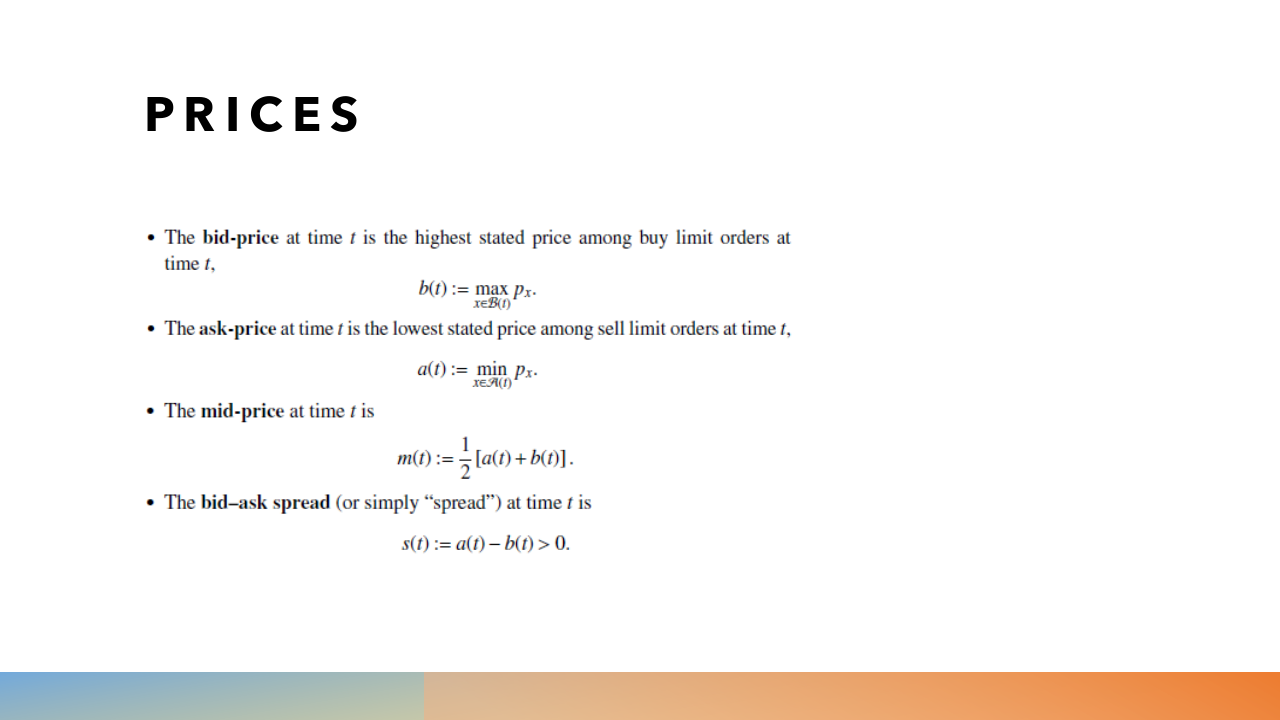 PRICES
• The bid-price at time t is the highest stated price among buy limit orders at
time t,
b(t) := max p_x.
x∈ℬ(t)
• The ask-price at time t is the lowest stated price among sell limit orders at time t,
a(t) := min p_x.
x∈𝒜(t)
• The mid-price at time t is
m(t) := 1/2 [a(t) + b(t)].
• The bid–ask spread (or simply “spread”) at time t is
s(t) := a(t) − b(t) > 0.